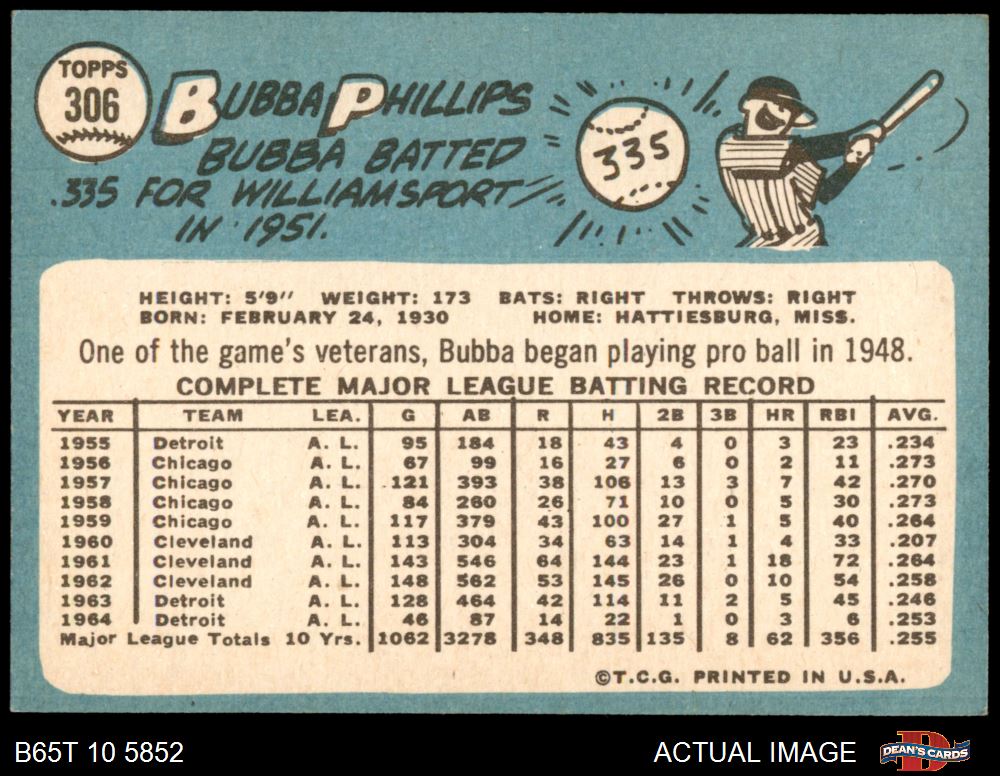 TOPPS
306
BUBBA PHILLIPS
BUBBA BATTED
.335 FOR WILLIAMSPORT
IN 1951.
335
HEIGHT: 5'9" WEIGHT: 173 BATS: RIGHT THROWS: RIGHT
BORN: FEBRUARY 24, 1930 HOME: HATTIESBURG, MISS.
One of the game's veterans, Bubba began playing pro ball in 1948.
COMPLETE MAJOR LEAGUE BATTING RECORD
YEAR TEAM LEA. G AB R H 2B 3B HR RBI AVG.
1955 Detroit A. L. 95 184 18 43 4 0 3 23 .234
1956 Chicago A. L. 67 99 16 27 6 0 2 11 .273
1957 Chicago A. L. 121 393 38 106 13 3 7 42 .270
1958 Chicago A. L. 84 260 26 71 10 0 5 30 .273
1959 Chicago A. L. 117 379 43 100 27 1 5 40 .264
1960 Cleveland A. L. 113 304 34 63 14 1 4 33 .207
1961 Cleveland A. L. 143 546 64 144 23 1 18 72 .264
1962 Cleveland A. L. 148 562 53 145 26 0 10 54 .258
1963 Detroit A. L. 128 464 42 114 11 2 5 45 .246
1964 Detroit A. L. 46 87 14 22 1 0 3 6 .253
Major League Totals 10 Yrs. 1062 3278 348 835 135 8 62 356 .255
©T.C.G. PRINTED IN U.S.A.
B65T 10 5852
ACTUAL IMAGE
D
DEAN'S CARDS